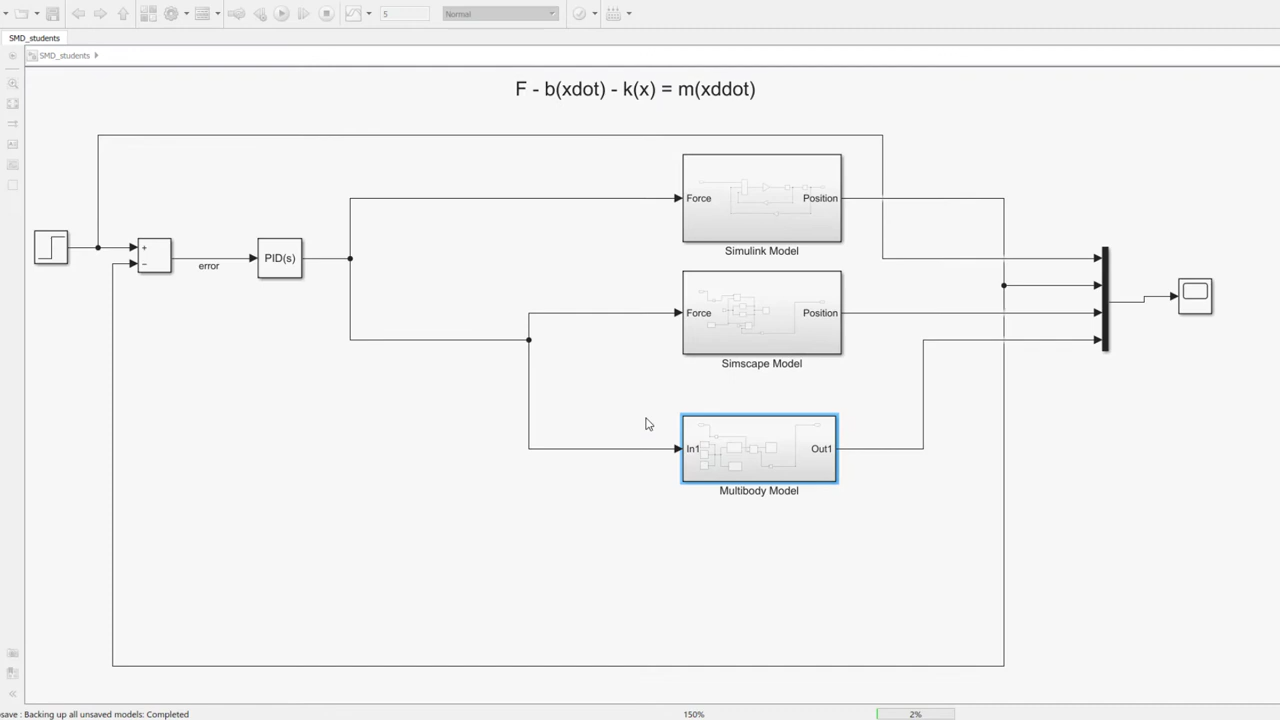 5
Normal
SMD_students
SMD_students
F - b(xdot) - k(x) = m(xddot)
Force
Position
Simulink Model
+
−
error
PID(s)
Force
Position
Simscape Model
In1
Out1
Multibody Model
save : Backing up all unsaved models: Completed
150%
2%